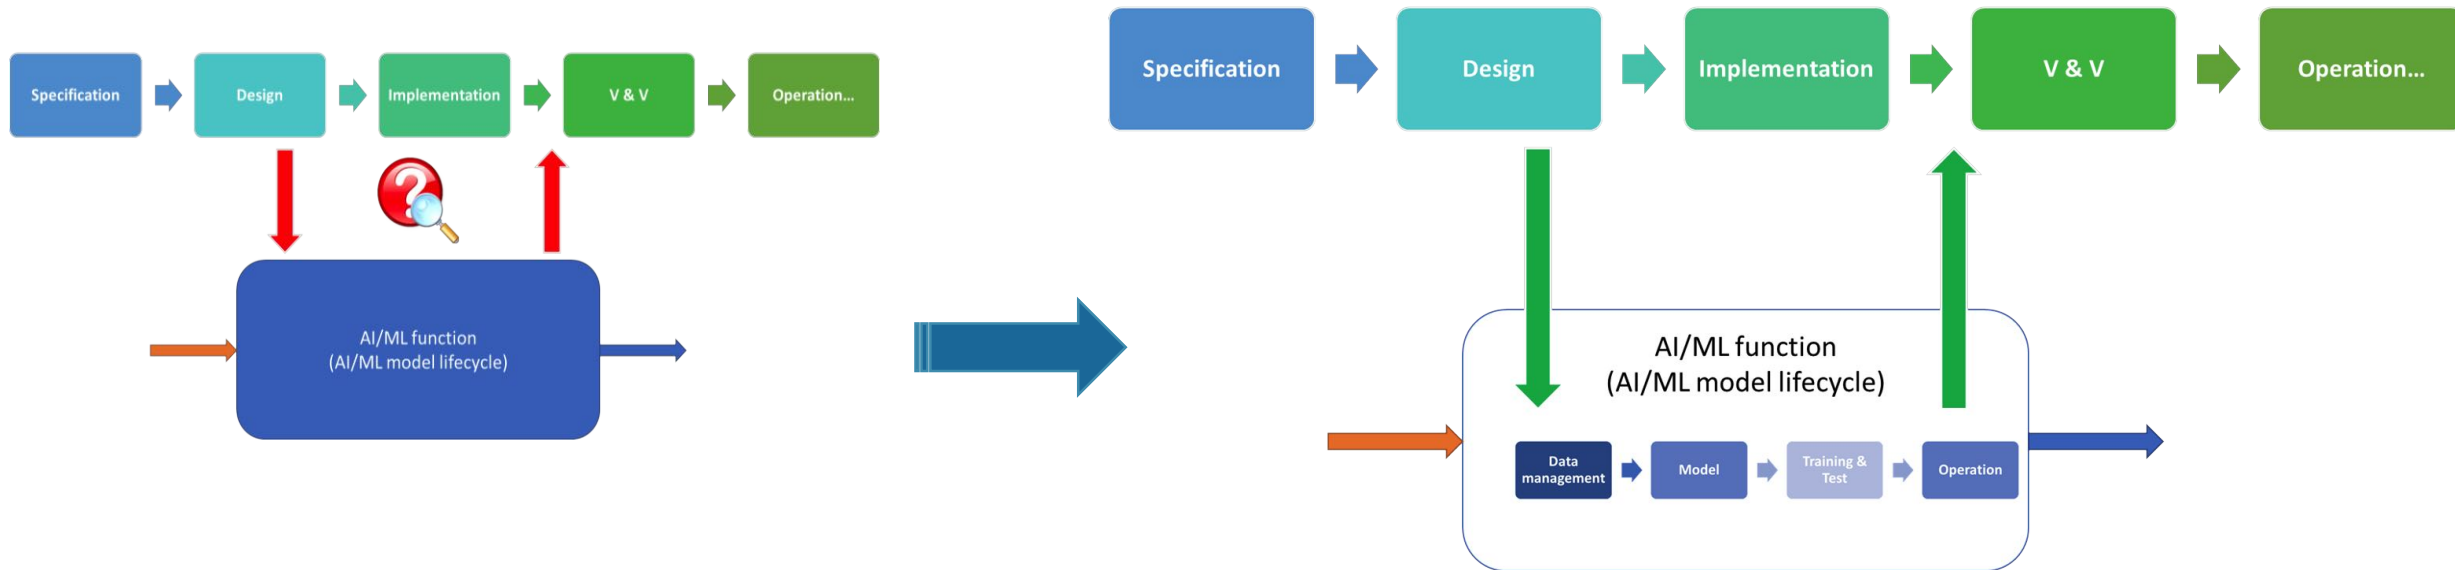 Specification
Design
Implementation
V & V
Operation...
?
AI/ML function
(AI/ML model lifecycle)
Specification
Design
Implementation
V & V
Operation...
AI/ML function
(AI/ML model lifecycle)
Data
management
Model
Training &
Test
Operation